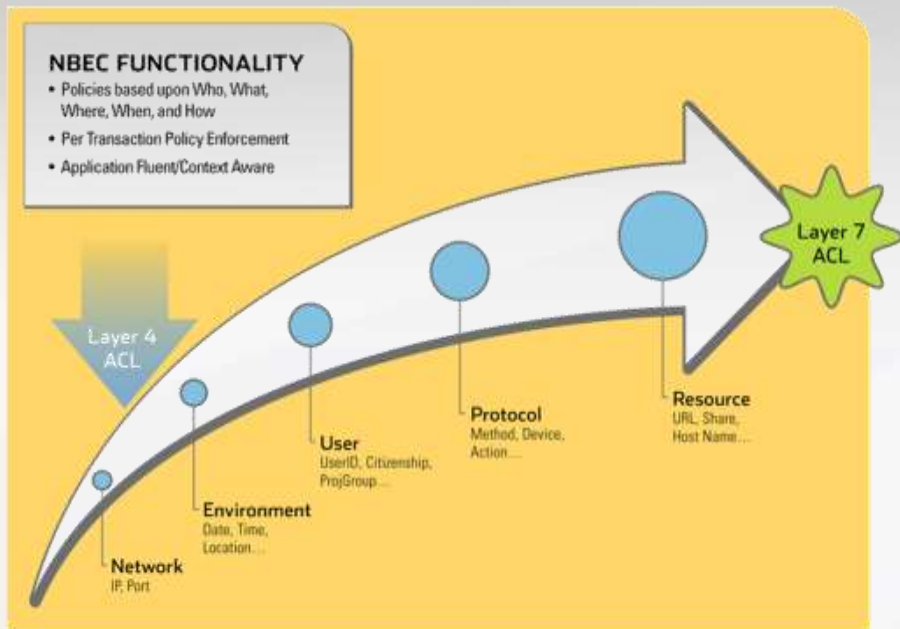 NBEC FUNCTIONALITY
• Policies based upon Who, What,
Where, When, and How
• Per Transaction Policy Enforcement
• Application Fluent/Context Aware
Layer 4
ACL
Layer 7
ACL
Network
IP, Port
Environment
Date, Time,
Location...
User
UserID, Citizenship,
ProjGroup...
Protocol
Method, Device,
Action...
Resource
URL, Share,
Host Name...